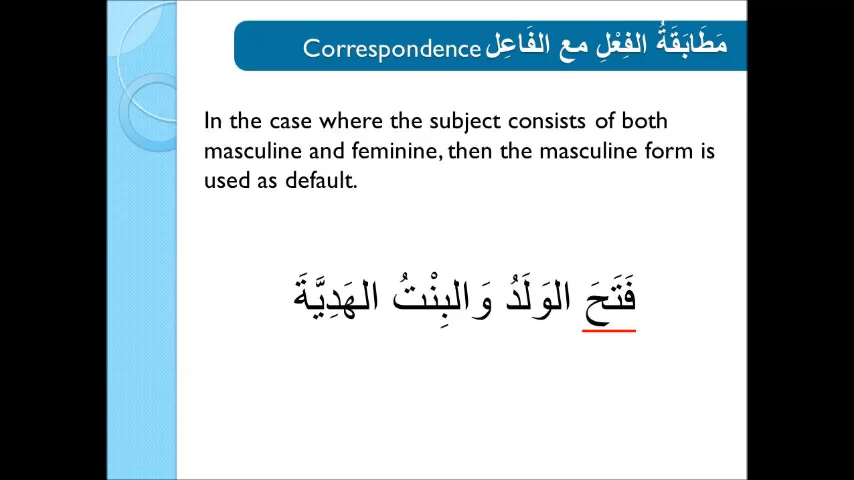 مَطَابَقَةُ الفِعْلِ مع الفَاعِل Correspondence
In the case where the subject consists of both
masculine and feminine, then the masculine form is
used as default.
فَتَحَ الوَلَدُ وَالبِنْتُ الهَدِيَّةَ